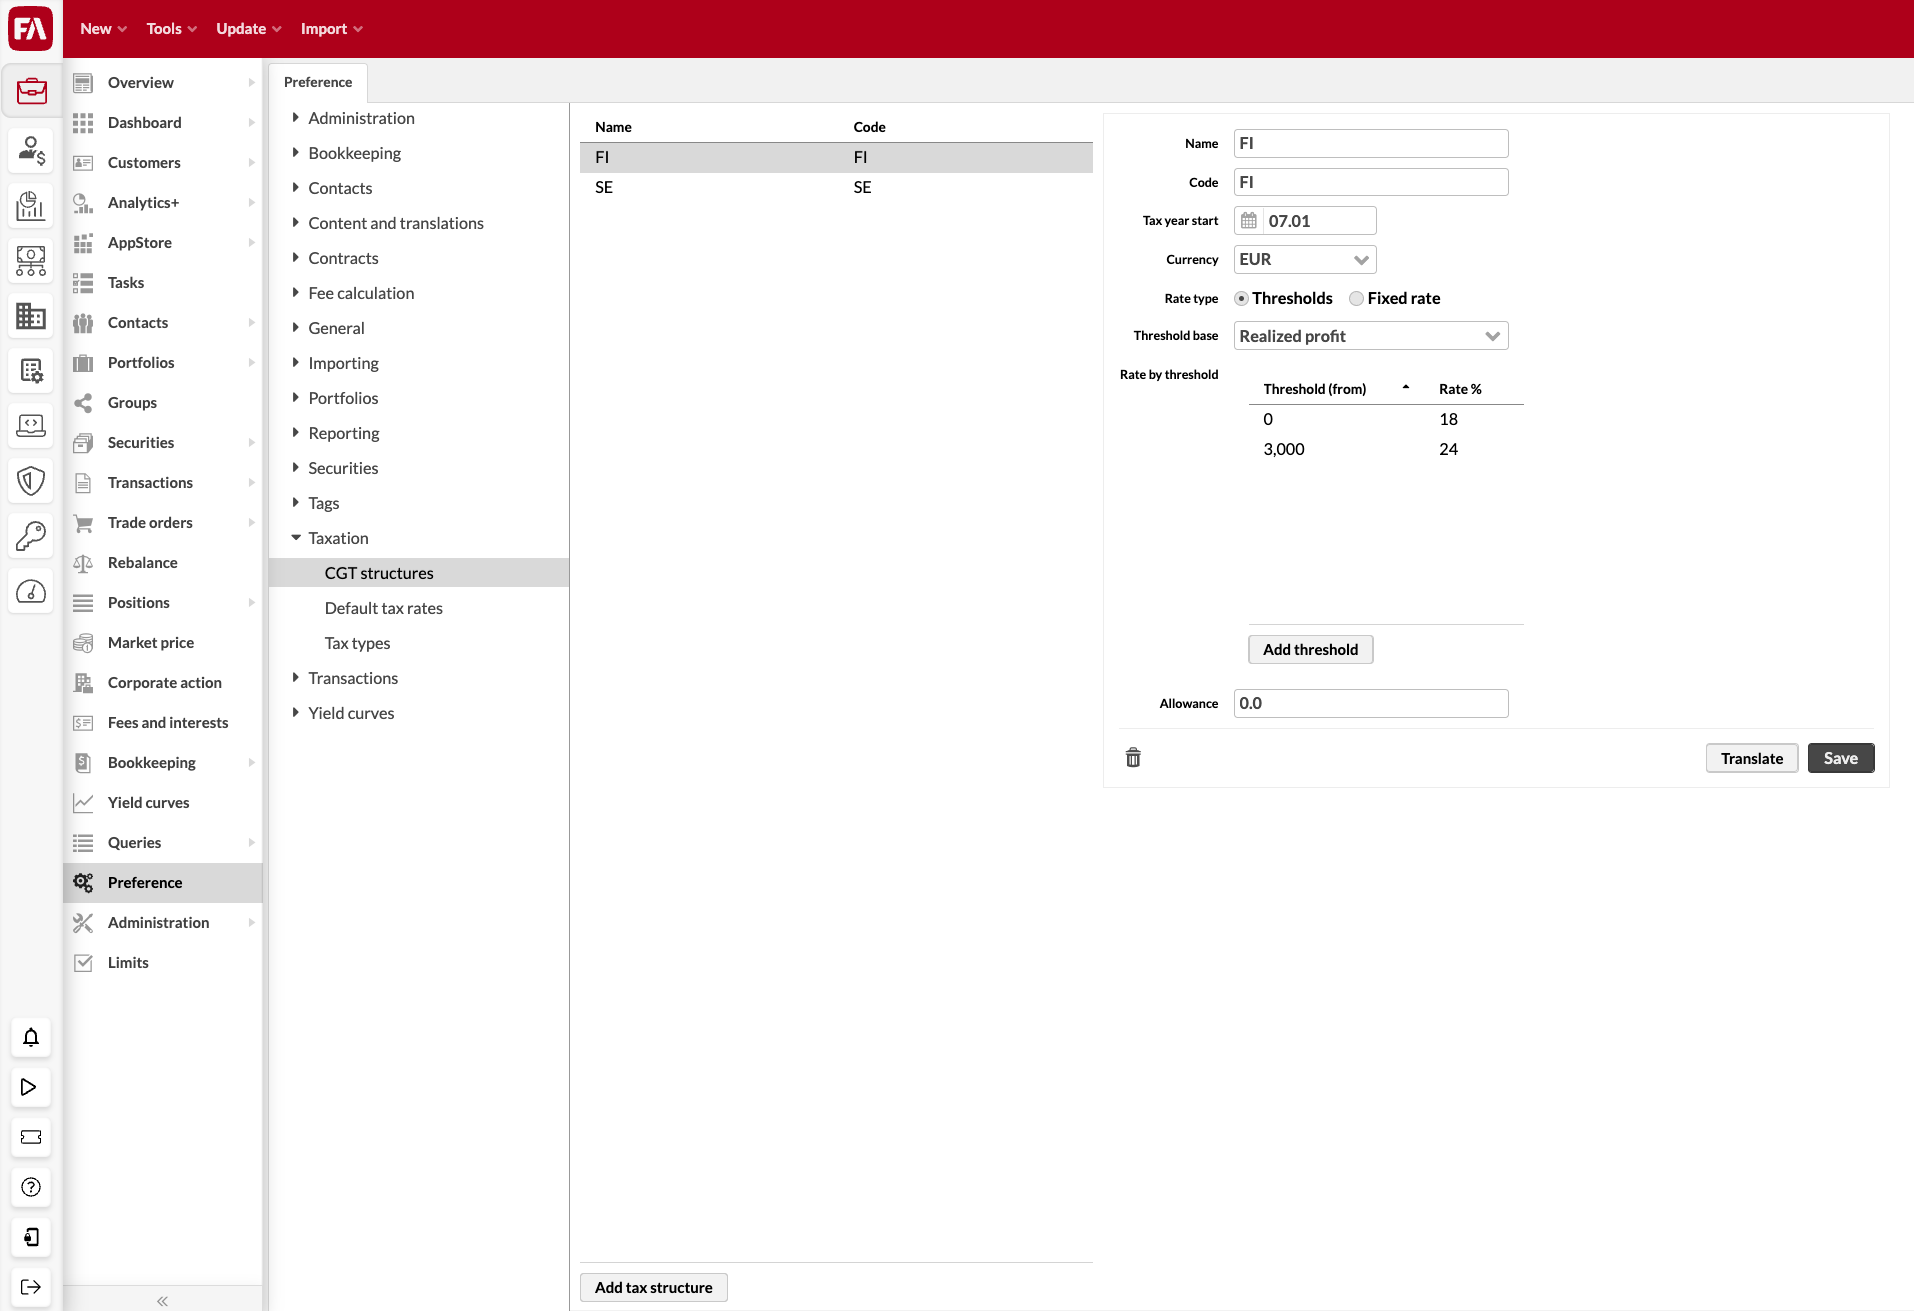 FA
New
Tools
Update
Import
Overview
Dashboard
Customers
Analytics+
AppStore
Tasks
Contacts
Portfolios
Groups
Securities
Transactions
Trade orders
Rebalance
Positions
Market price
Corporate action
Fees and interests
Bookkeeping
Yield curves
Queries
Preference
Administration
Limits
Preference
Administration
Bookkeeping
Contacts
Content and translations
Contracts
Fee calculation
General
Importing
Portfolios
Reporting
Securities
Tags
Taxation
CGT structures
Default tax rates
Tax types
Transactions
Yield curves
Name Code
FI FI
SE SE
Add tax structure
Name FI
Code FI
Tax year start 07.01
Currency EUR
Rate type Thresholds Fixed rate
Threshold base Realized profit
Rate by threshold
Threshold (from) Rate %
0 18
3,000 24
Add threshold
Allowance 0.0
Translate Save